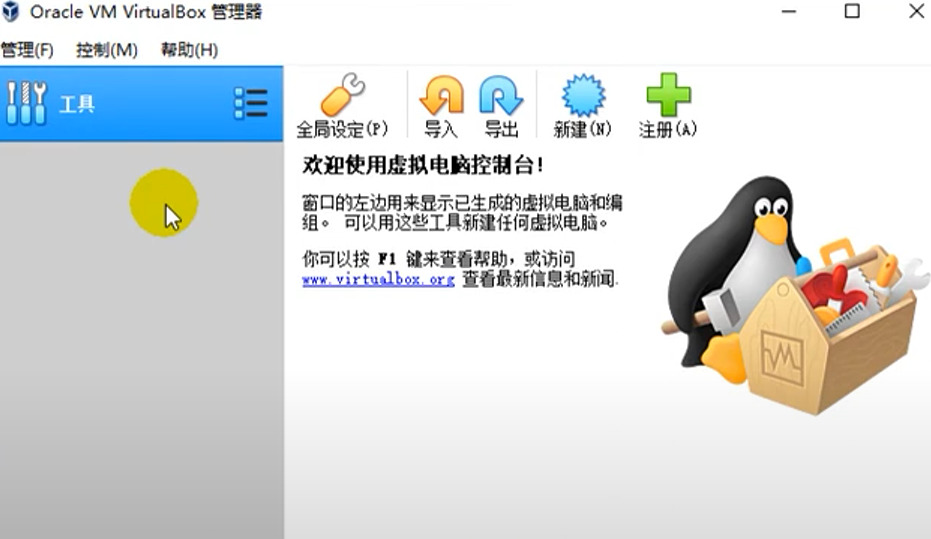 Oracle VM VirtualBox 管理器
管理(F) 控制(M) 帮助(H)
工具
全局设定(P) 导入 导出 新建(N) 注册(A)
欢迎使用虚拟电脑控制台!
窗口的左边用来显示已生成的虚拟电脑和编
组。 可以用这些工具新建任何虚拟电脑。
你可以按 F1 键来查看帮助，或访问
www.virtualbox.org 查看最新信息和新闻.